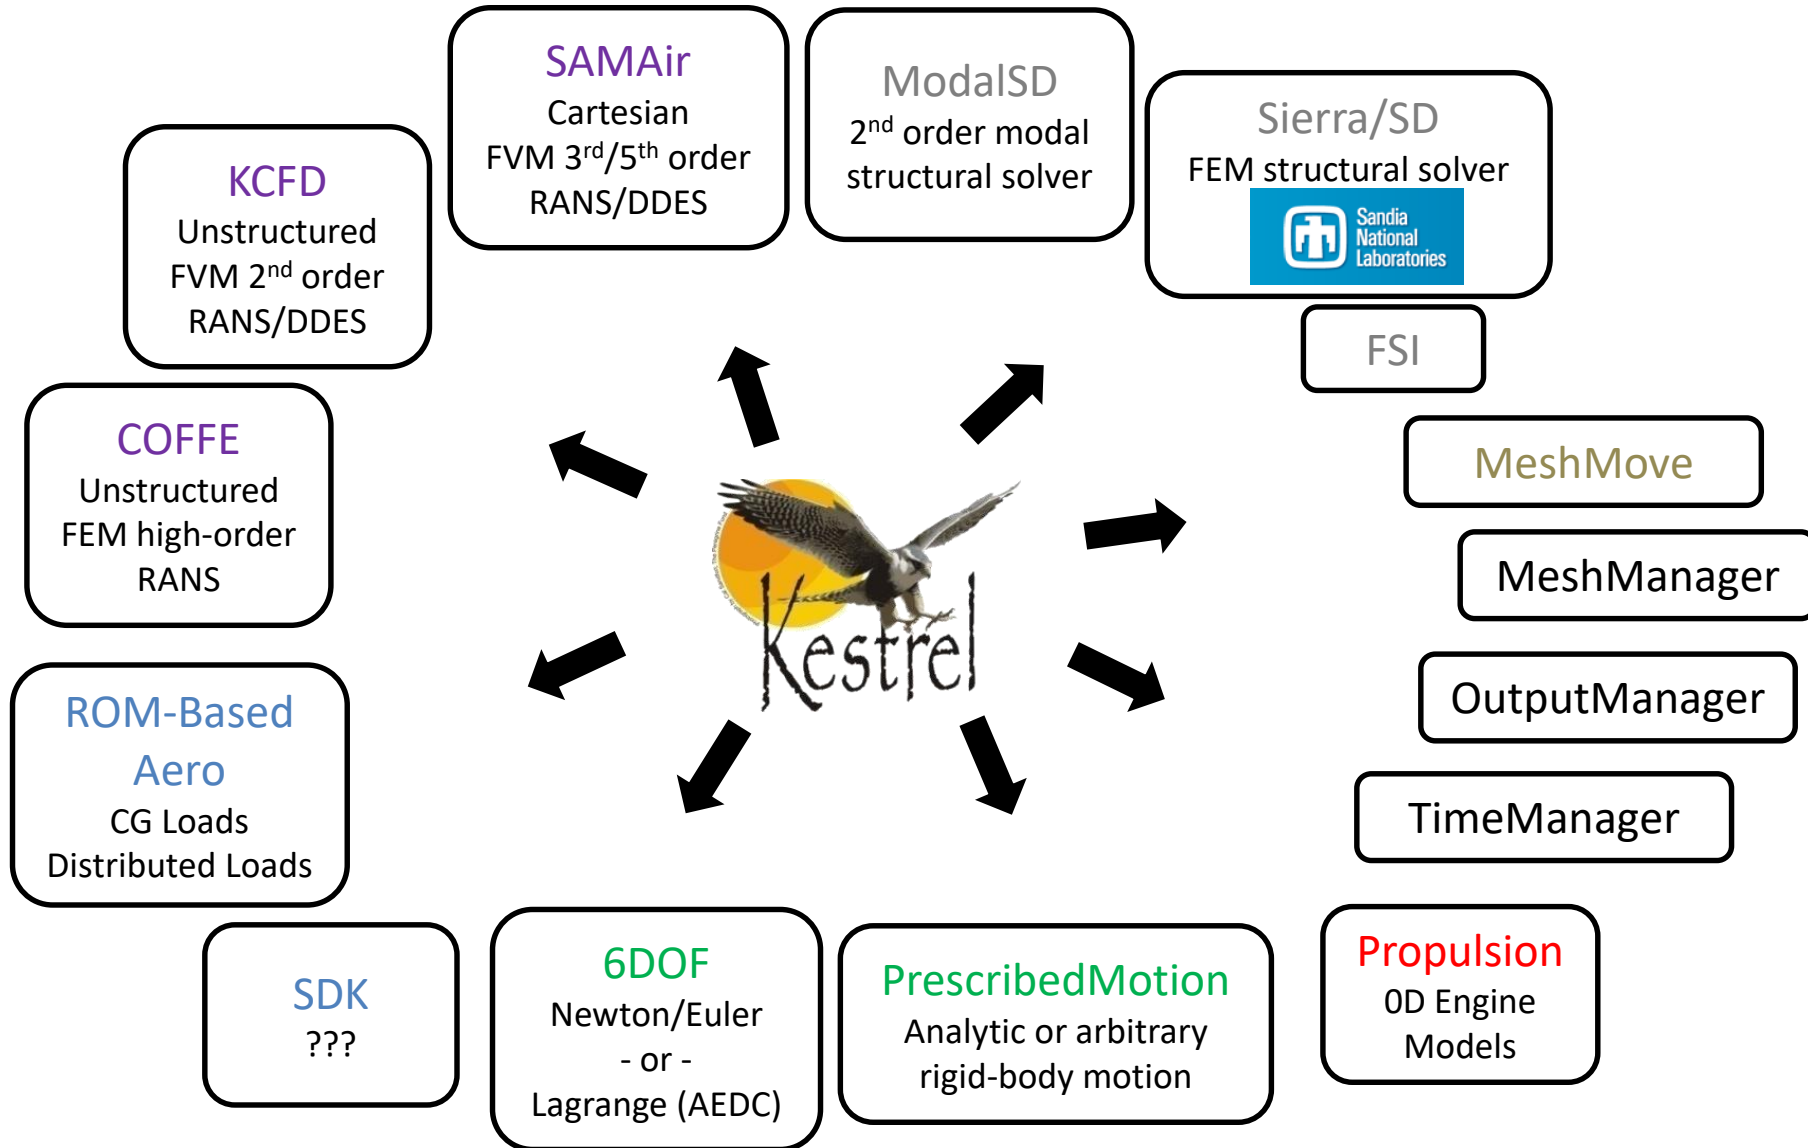 SAMAir
Cartesian
FVM 3rd/5th order
RANS/DDES
ModalSD
2nd order modal
structural solver
Sierra/SD
FEM structural solver
Sandia
National
Laboratories
KCFD
Unstructured
FVM 2nd order
RANS/DDES
FSI
COFFE
Unstructured
FEM high-order
RANS
MeshMove
MeshManager
Kestrel
ROM-Based
Aero
CG Loads
Distributed Loads
OutputManager
TimeManager
SDK
???
6DOF
Newton/Euler
- or -
Lagrange (AEDC)
PrescribedMotion
Analytic or arbitrary
rigid-body motion
Propulsion
0D Engine
Models